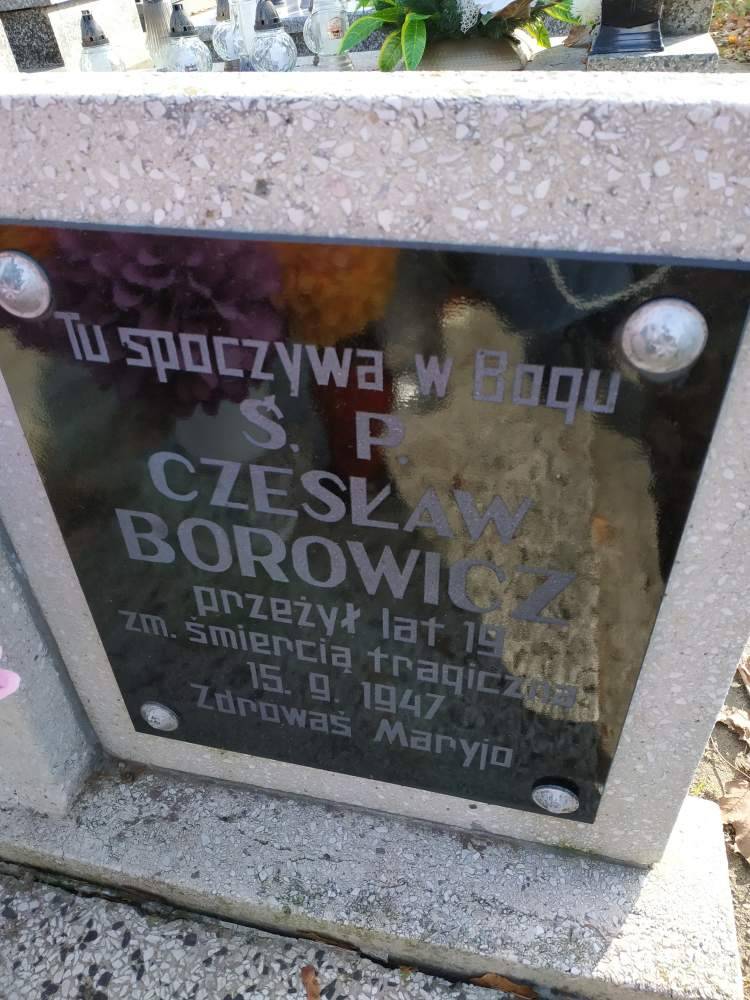 Tu spoczywa w Bogu
Ś. P.
CZESŁAW
BOROWICZ
przeżył lat 19
zm. śmiercią tragiczną
15. 9. 1947
Zdrowaś Maryjo